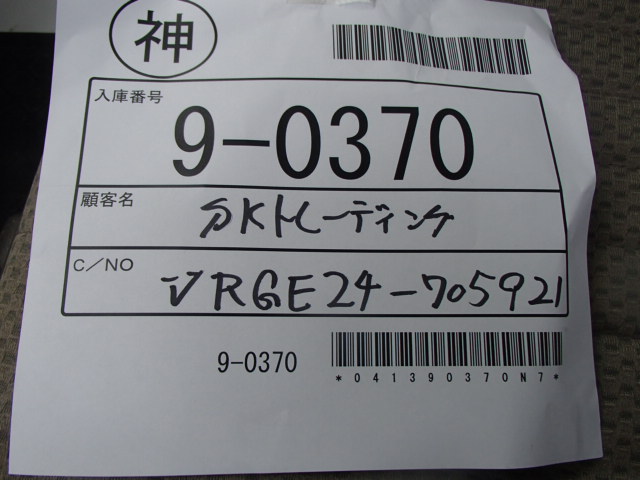 神
入庫番号
9-0370
顧客名
SKトレーディング
C/NO
VRGE24-705921
9-0370
*041390370N7*